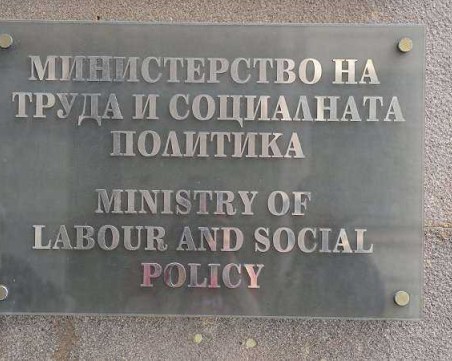 МИНИСТЕРСТВО НА
ТРУДА И СОЦИАЛНАТА
ПОЛИТИКА
MINISTRY OF
LABOUR AND SOCIAL
POLICY